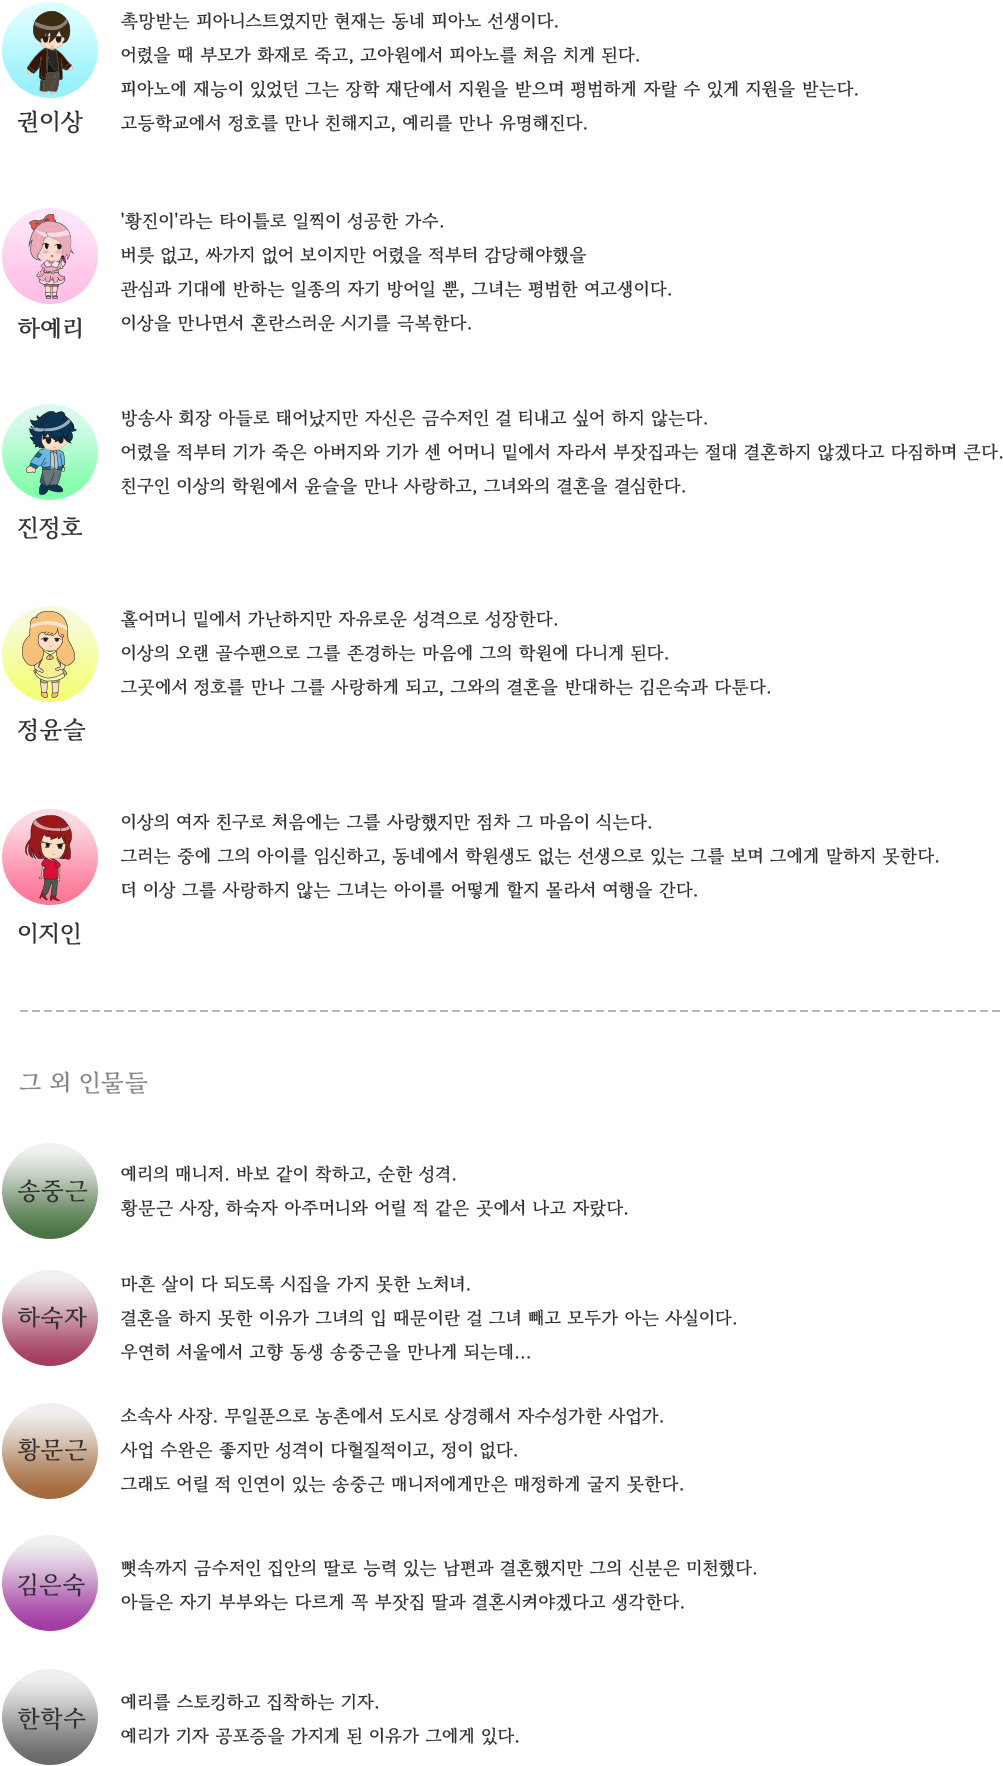 촉망받는 피아니스트였지만 현재는 동네 피아노 선생이다.
어렸을 때 부모가 화재로 죽고, 고아원에서 피아노를 처음 치게 된다.
피아노에 재능이 있었던 그는 장학 재단에서 지원을 받으며 평범하게 자랄 수 있게 지원을 받는다.
고등학교에서 정호를 만나 친해지고, 예리를 만나 유명해진다.
권이상
'황진이'라는 타이틀로 일찍이 성공한 가수.
버릇 없고, 싸가지 없어 보이지만 어렸을 적부터 감당해야했을
관심과 기대에 반하는 일종의 자기 방어일 뿐, 그녀는 평범한 여고생이다.
이상을 만나면서 혼란스러운 시기를 극복한다.
하예리
방송사 회장 아들로 태어났지만 자신은 금수저인 걸 티내고 싶어 하지 않는다.
어렸을 적부터 기가 죽은 아버지와 기가 센 어머니 밑에서 자라서 부잣집과는 절대 결혼하지 않겠다고 다짐하며 큰다.
친구인 이상의 학원에서 윤슬을 만나 사랑하고, 그녀와의 결혼을 결심한다.
진정호
홀어머니 밑에서 가난하지만 자유로운 성격으로 성장한다.
이상의 오랜 골수팬으로 그를 존경하는 마음에 그의 학원에 다니게 된다.
그곳에서 정호를 만나 그를 사랑하게 되고, 그와의 결혼을 반대하는 김은숙과 다툰다.
정윤슬
이상의 여자 친구로 처음에는 그를 사랑했지만 점차 그 마음이 식는다.
그러는 중에 그의 아이를 임신하고, 동네에서 학원생도 없는 선생으로 있는 그를 보며 그에게 말하지 못한다.
더 이상 그를 사랑하지 않는 그녀는 아이를 어떻게 할지 몰라서 여행을 간다.
이지인
그 외 인물들
송중근
예리의 매니저. 바보 같이 착하고, 순한 성격.
황문근 사장, 하숙자 아주머니와 어릴 적 같은 곳에서 나고 자랐다.
하숙자
마흔 살이 다 되도록 시집을 가지 못한 노처녀.
결혼을 하지 못한 이유가 그녀의 입 때문이란 걸 그녀 빼고 모두가 아는 사실이다.
우연히 서울에서 고향 동생 송중근을 만나게 되는데...
황문근
소속사 사장. 무일푼으로 농촌에서 도시로 상경해서 자수성가한 사업가.
사업 수완은 좋지만 성격이 다혈질적이고, 정이 없다.
그래도 어릴 적 인연이 있는 송중근 매니저에게만은 매정하게 굴지 못한다.
김은숙
뼛속까지 금수저인 집안의 딸로 능력 있는 남편과 결혼했지만 그의 신분은 미천했다.
아들은 자기 부부와는 다르게 꼭 부잣집 딸과 결혼시켜야겠다고 생각한다.
한학수
예리를 스토킹하고 집착하는 기자.
예리가 기자 공포증을 가지게 된 이유가 그에게 있다.